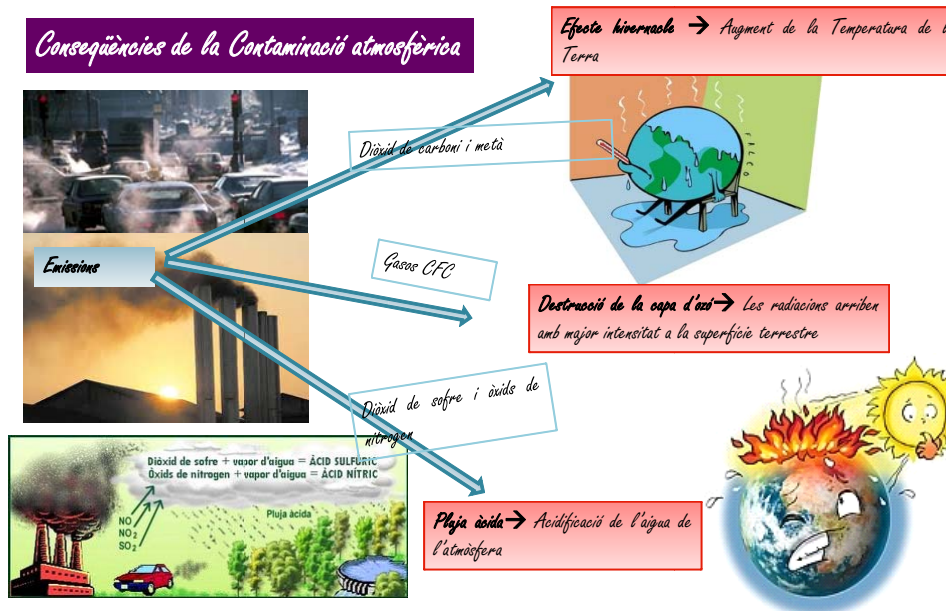 Conseqüències de la Contaminació atmosfèrica
Efecte hivernacle → Augment de la Temperatura de l
Terra
Diòxid de carboni i metà
FALCO
Emissions
Gasos CFC
Destrucció de la capa d'ozó→ Les radiacions arriben
amb major intensitat a la superfície terrestre
Diòxid de sofre i òxids de
nitrogen
Diòxid de sofre + vapor d'aigua = ÀCID SULFÚRIC
Òxids de nitrogen + vapor d'aigua = ÀCID NÍTRIC
Pluja àcida
NO
NO2
SO2
Pluja àcida→ Acidificació de l'aigua de
l'atmòsfera